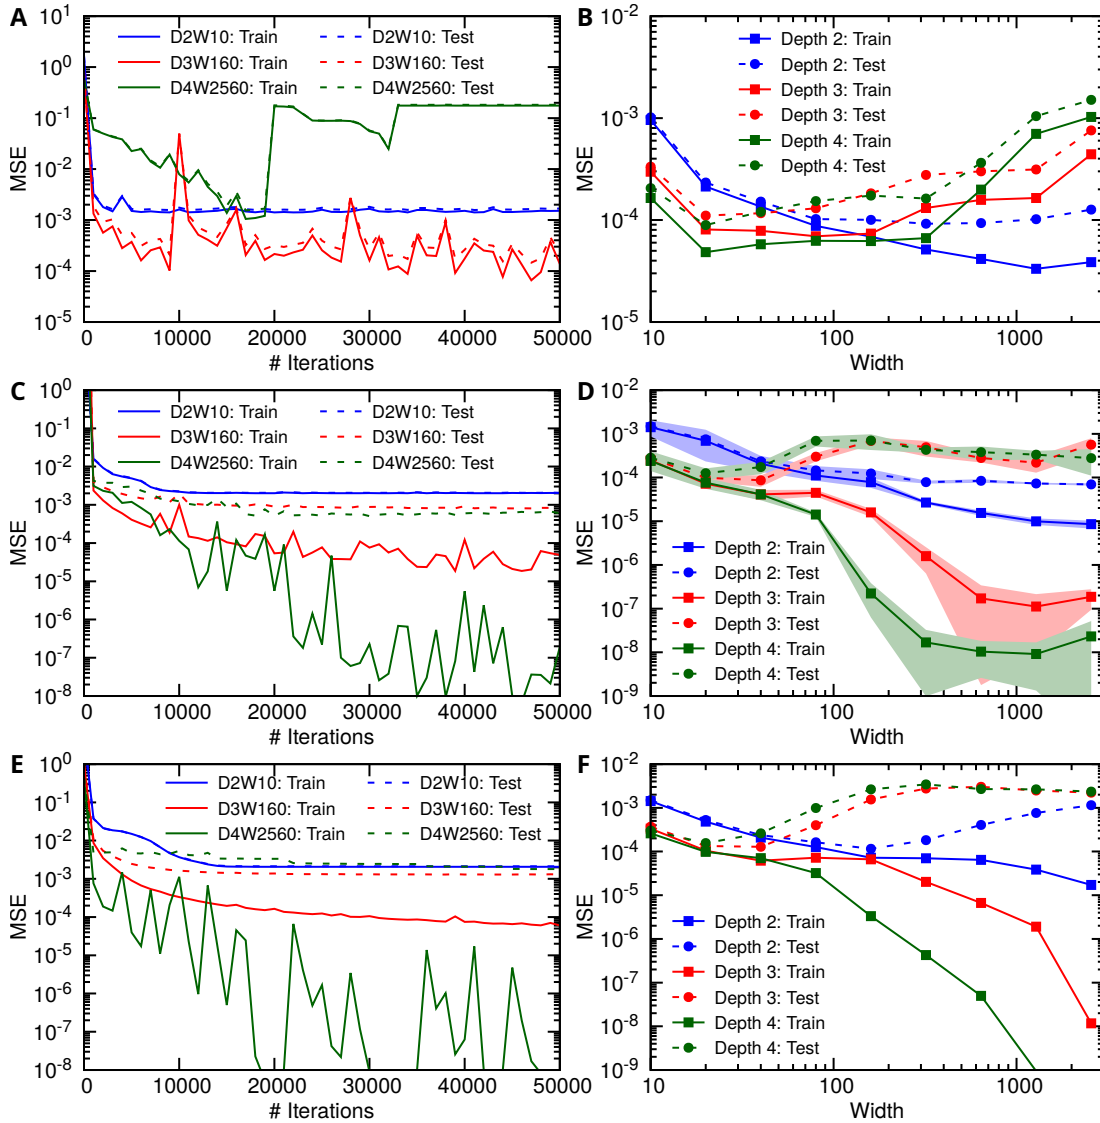 A
10^1
10^0
10^-1
10^-2
10^-3
10^-4
10^-5
MSE
D2W10: Train
D2W10: Test
D3W160: Train
D3W160: Test
D4W2560: Train
D4W2560: Test
0
10000
20000
30000
40000
50000
# Iterations
B
10^-2
10^-3
10^-4
10^-5
MSE
Depth 2: Train
Depth 2: Test
Depth 3: Train
Depth 3: Test
Depth 4: Train
Depth 4: Test
10
100
1000
Width
C
10^0
10^-1
10^-2
10^-3
10^-4
10^-5
10^-6
10^-7
10^-8
MSE
D2W10: Train
D2W10: Test
D3W160: Train
D3W160: Test
D4W2560: Train
D4W2560: Test
0
10000
20000
30000
40000
50000
# Iterations
D
10^-2
10^-3
10^-4
10^-5
10^-6
10^-7
10^-8
10^-9
MSE
Depth 2: Train
Depth 2: Test
Depth 3: Train
Depth 3: Test
Depth 4: Train
Depth 4: Test
10
100
1000
Width
E
10^0
10^-1
10^-2
10^-3
10^-4
10^-5
10^-6
10^-7
10^-8
MSE
D2W10: Train
D2W10: Test
D3W160: Train
D3W160: Test
D4W2560: Train
D4W2560: Test
0
10000
20000
30000
40000
50000
# Iterations
F
10^-2
10^-3
10^-4
10^-5
10^-6
10^-7
10^-8
10^-9
MSE
Depth 2: Train
Depth 2: Test
Depth 3: Train
Depth 3: Test
Depth 4: Train
Depth 4: Test
10
100
1000
Width